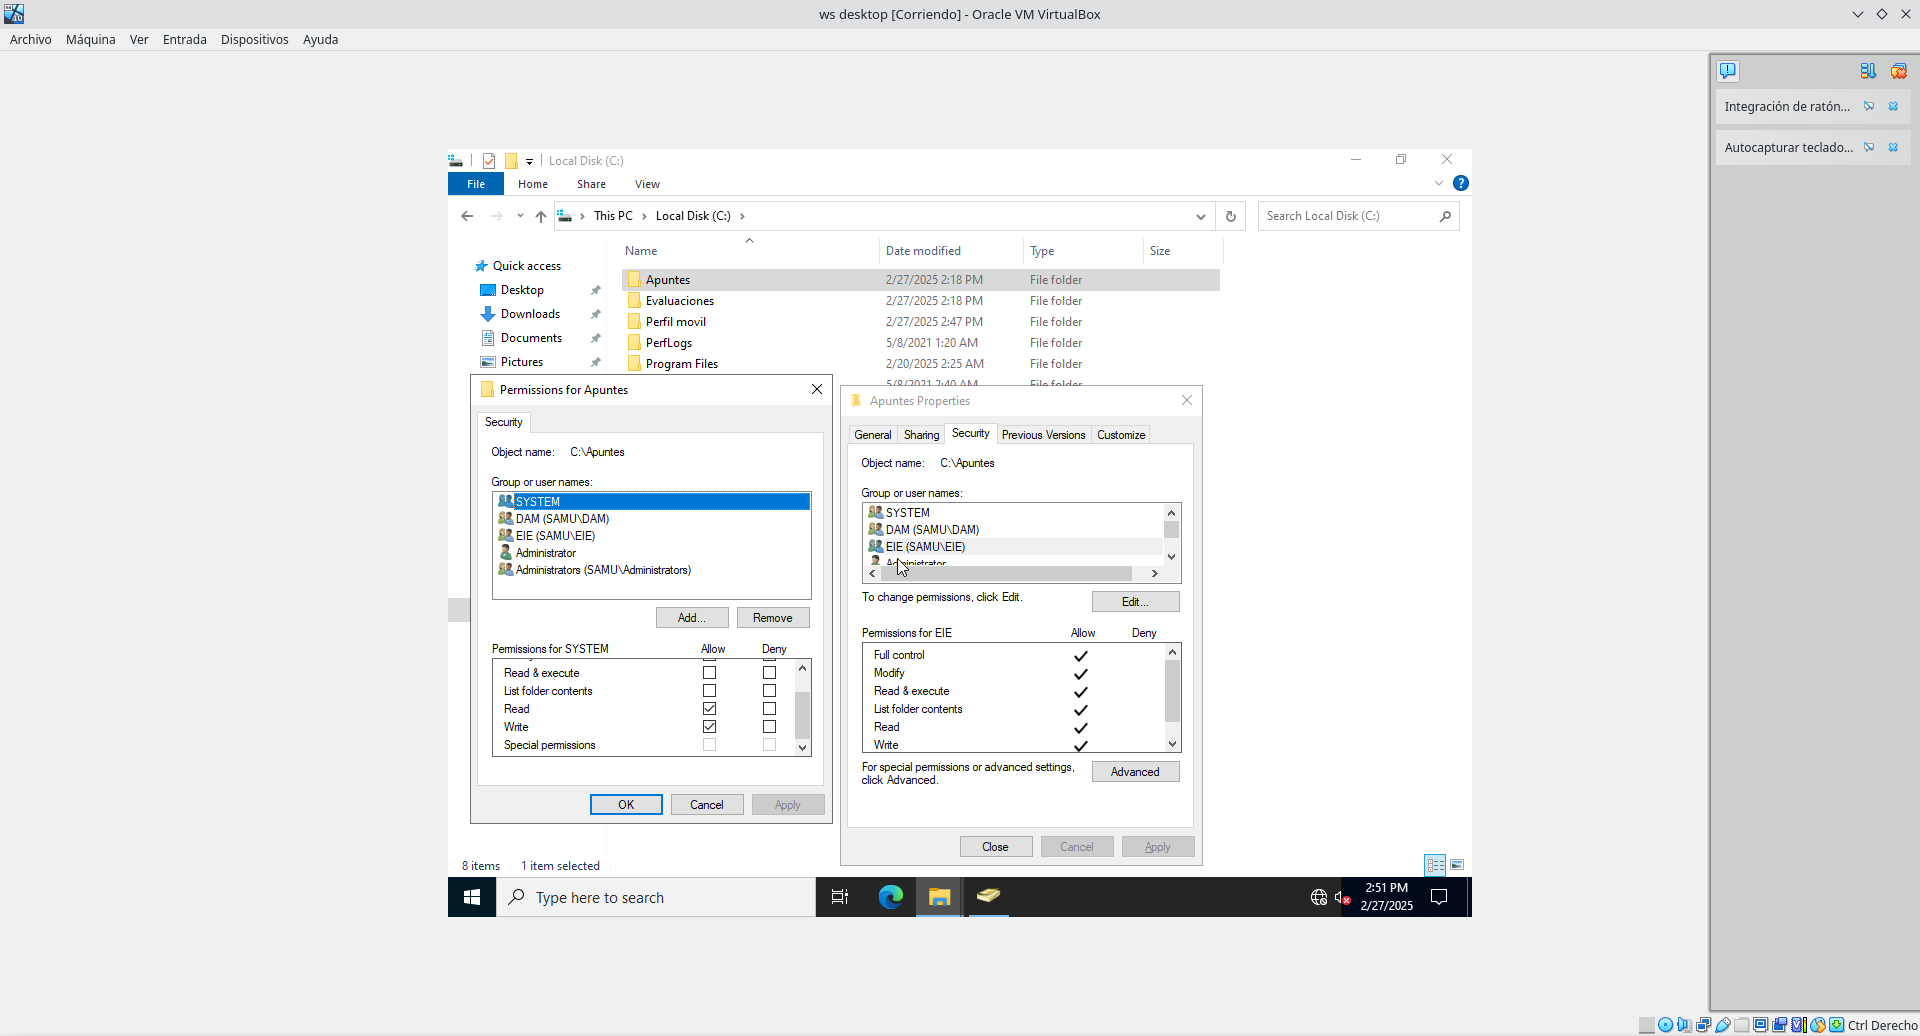 ws desktop [Corriendo] - Oracle VM VirtualBox
Archivo Máquina Ver Entrada Dispositivos Ayuda
Integración de ratón...
Autocapturar teclado...
Local Disk (C:)
File Home Share View
This PC Local Disk (C:)
Search Local Disk (C:)
Name Date modified Type Size
Quick access
Desktop
Downloads
Documents
Pictures
Apuntes 2/27/2025 2:18 PM File folder
Evaluaciones 2/27/2025 2:18 PM File folder
Perfil movil 2/27/2025 2:47 PM File folder
PerfLogs 5/8/2021 1:20 AM File folder
Program Files 2/20/2025 2:25 AM File folder
5/8/2021 2:40 AM File folder
Permissions for Apuntes
Security
Object name: C:\Apuntes
Group or user names:
SYSTEM
DAM (SAMU\DAM)
EIE (SAMU\EIE)
Administrator
Administrators (SAMU\Administrators)
Add... Remove
Permissions for SYSTEM Allow Deny
Read & execute
List folder contents
Read
Write
Special permissions
OK Cancel Apply
Apuntes Properties
General Sharing Security Previous Versions Customize
Object name: C:\Apuntes
Group or user names:
SYSTEM
DAM (SAMU\DAM)
EIE (SAMU\EIE)
Administrator
To change permissions, click Edit.
Edit...
Permissions for EIE Allow Deny
Full control
Modify
Read & execute
List folder contents
Read
Write
For special permissions or advanced settings,
click Advanced.
Advanced
Close Cancel Apply
8 items 1 item selected
Type here to search
2:51 PM
2/27/2025
Ctrl Derecho